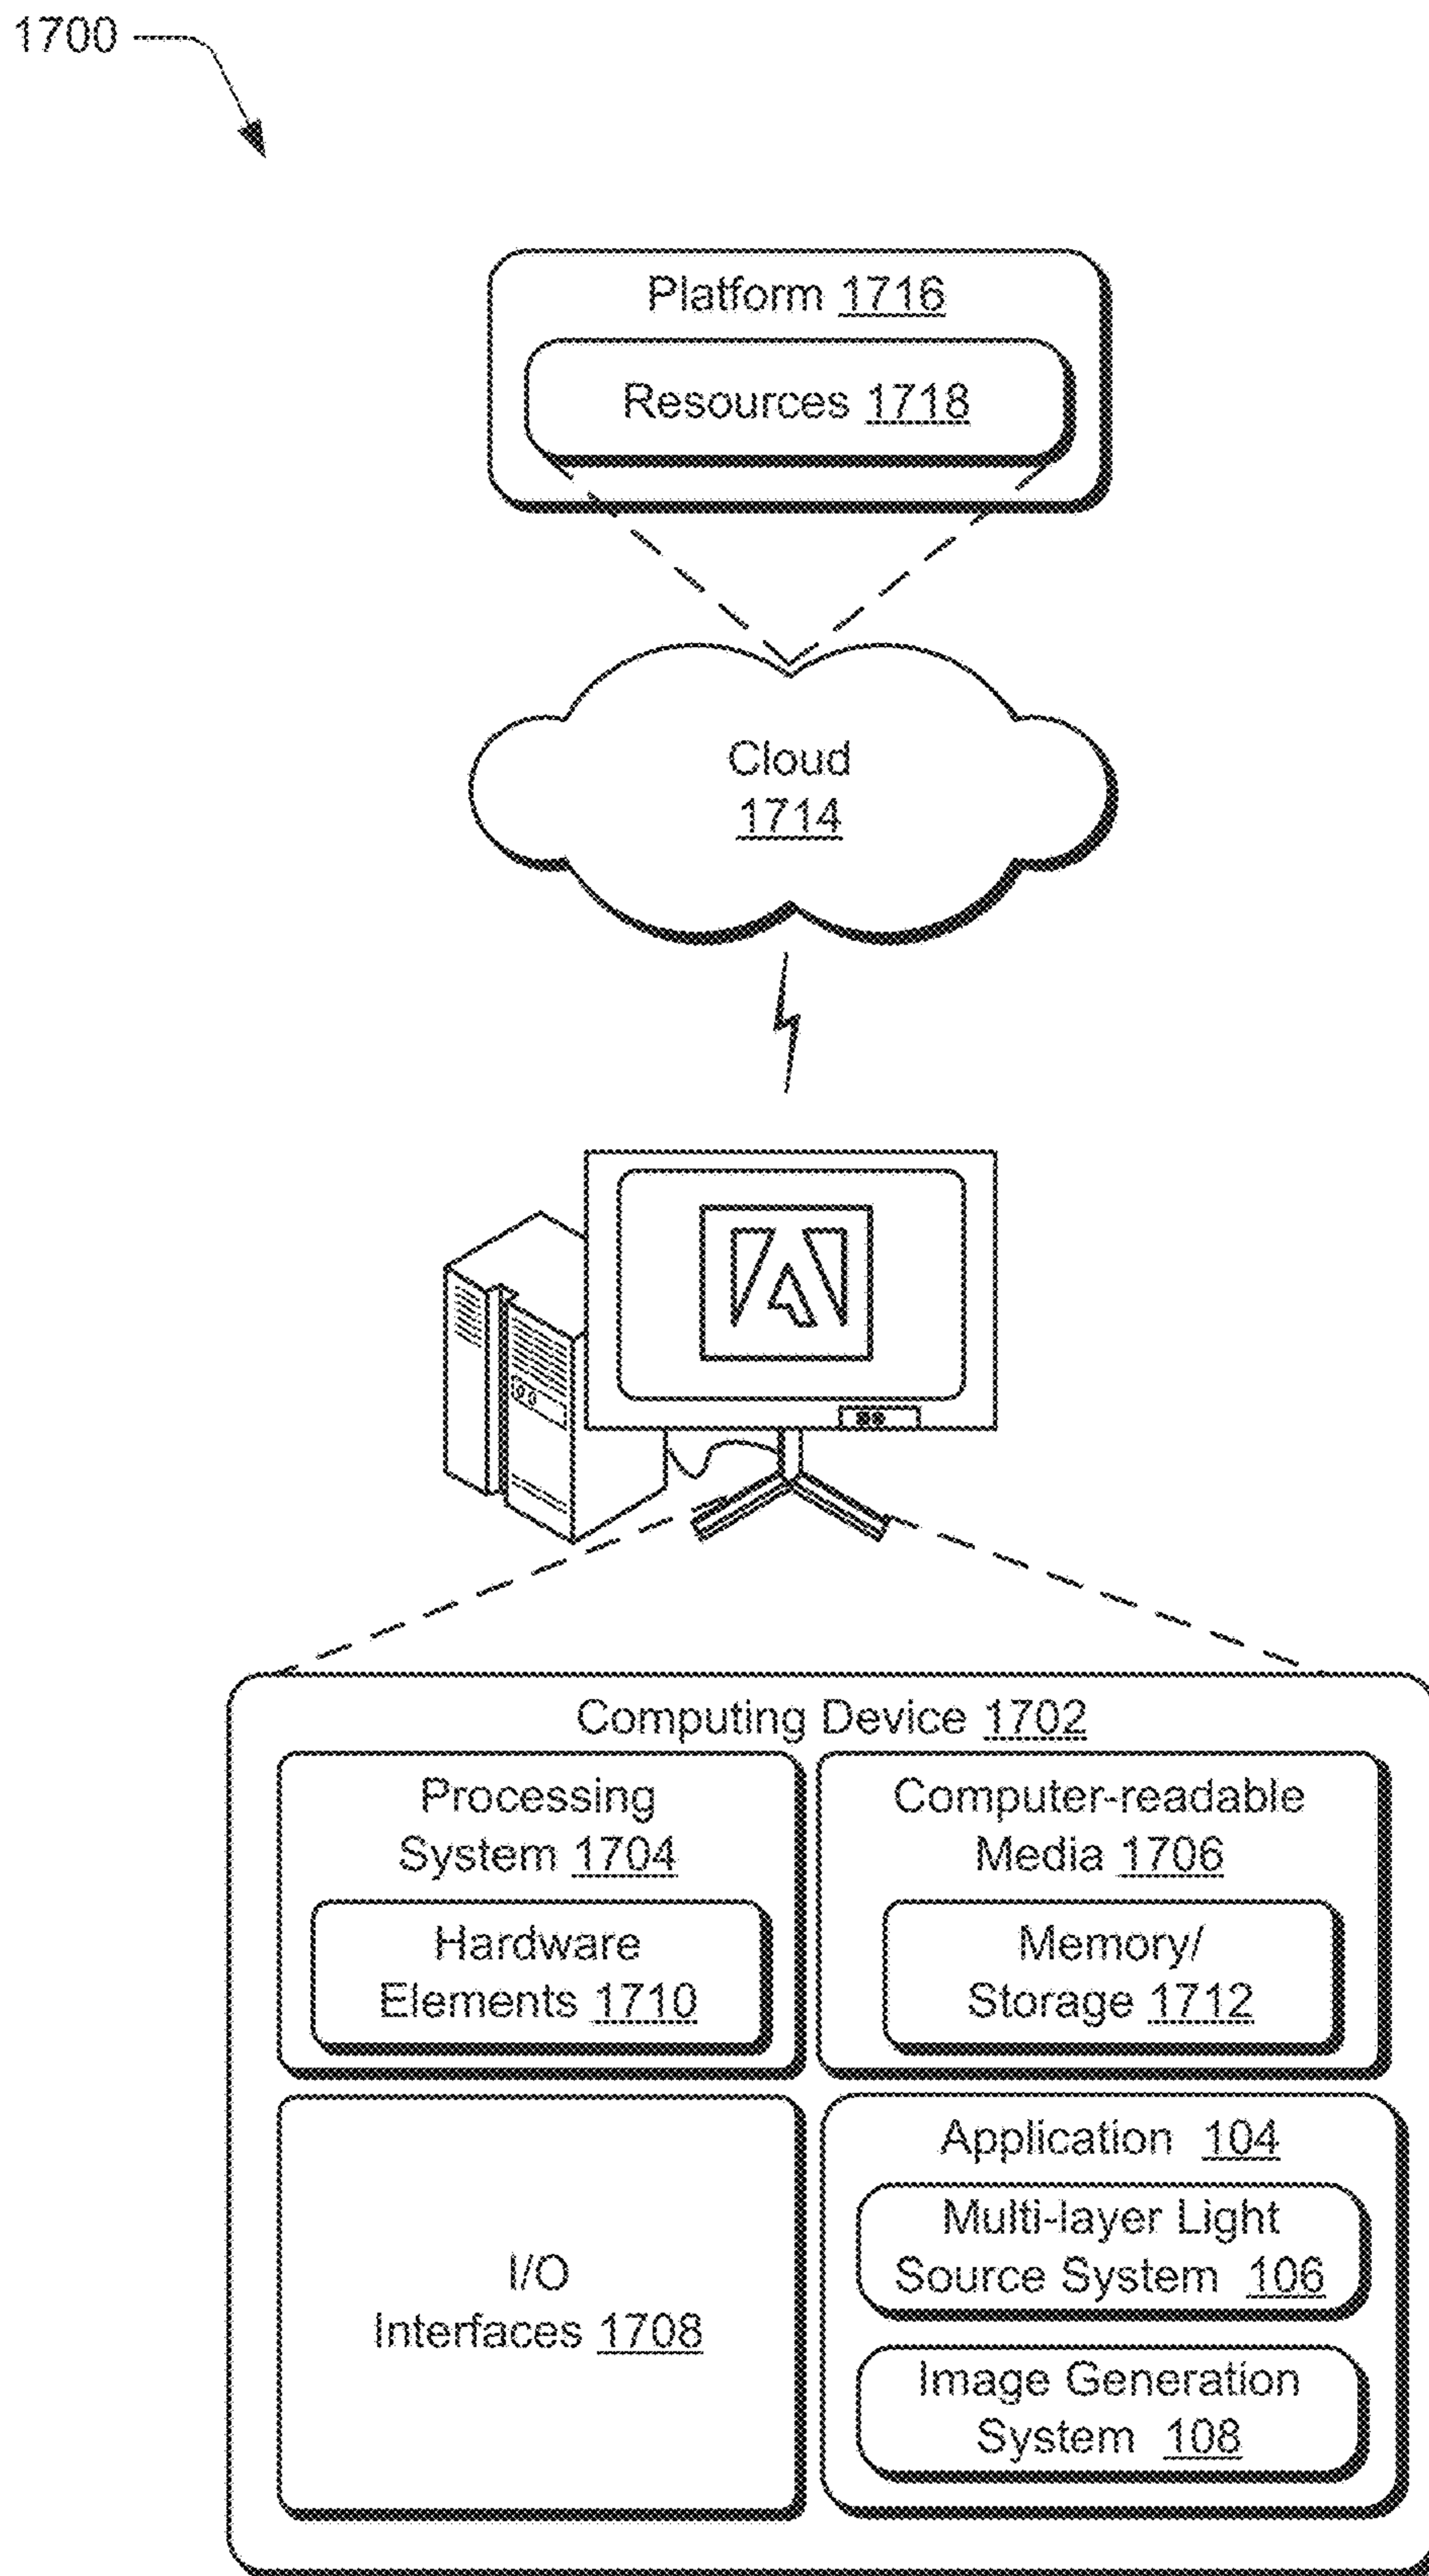 1700
Platform 1716
Resources 1718
Cloud
1714
Computing Device 1702
Processing
System 1704
Hardware
Elements 1710
Computer-readable
Media 1706
Memory/
Storage 1712
I/O
Interfaces 1708
Application 104
Multi-layer Light
Source System 106
Image Generation
System 108